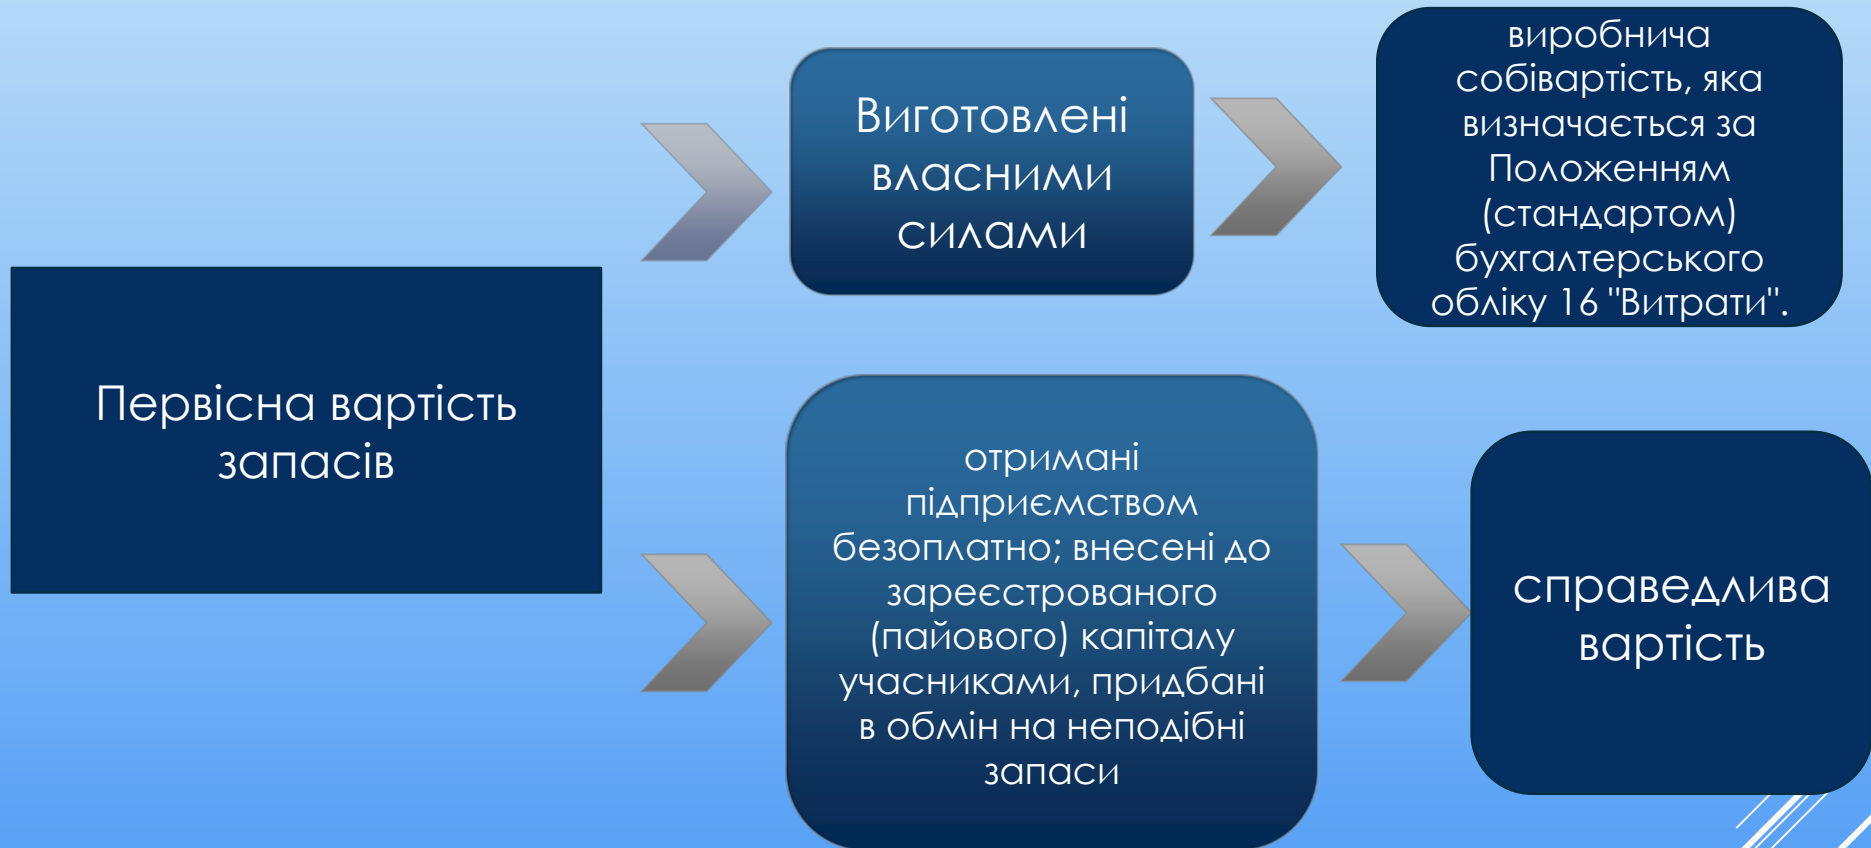 Первісна вартість
запасів
Виготовлені
власними
силами
виробнича
собівартість, яка
визначається за
Положенням
(стандартом)
бухгалтерського
обліку 16 "Витрати".
отримані
підприємством
безоплатно; внесені до
зареєстрованого
(пайового) капіталу
учасниками, придбані
в обмін на неподібні
запаси
справедлива
вартість